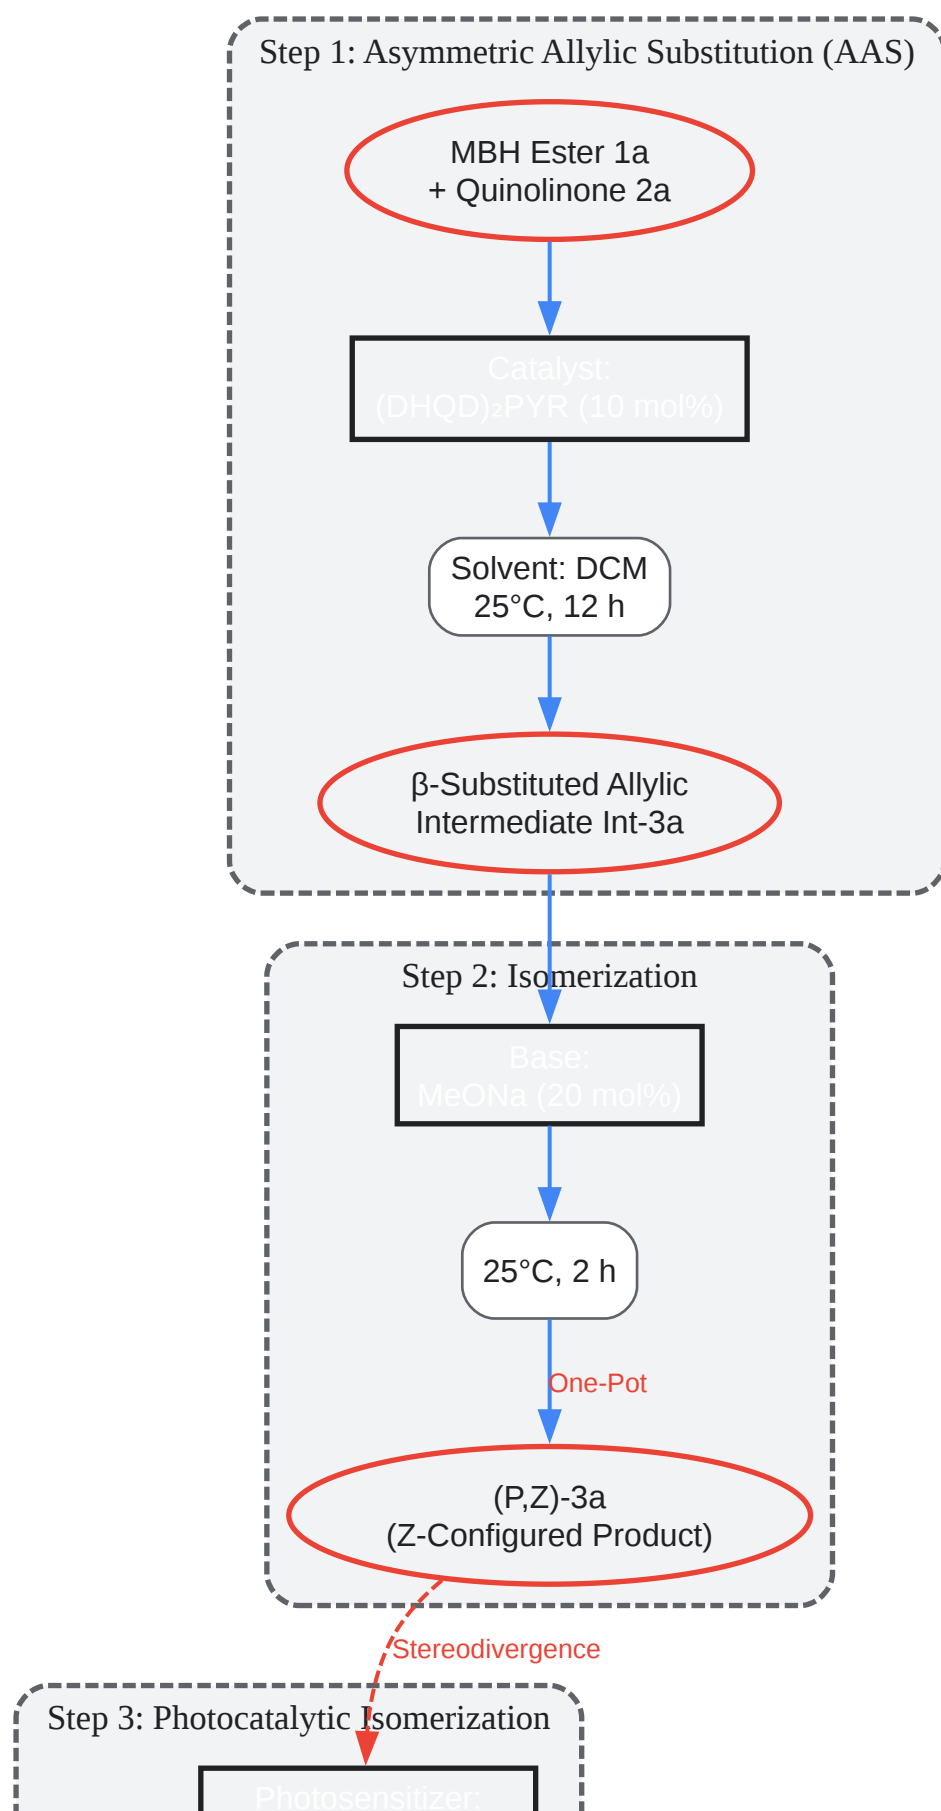 Step 1: Asymmetric Allylic Substitution (AAS)
MBH Ester 1a
+ Quinolinone 2a
Catalyst:
(DHQD)₂PYR (10 mol%)
Solvent: DCM
25°C, 12 h
β-Substituted Allylic
Intermediate Int-3a
Step 2: Isomerization
Base:
MeONa (20 mol%)
25°C, 2 h
One-Pot
(P,Z)-3a
(Z-Configured Product)
Stereodivergence
Step 3: Photocatalytic Isomerization
Photosensitizer: